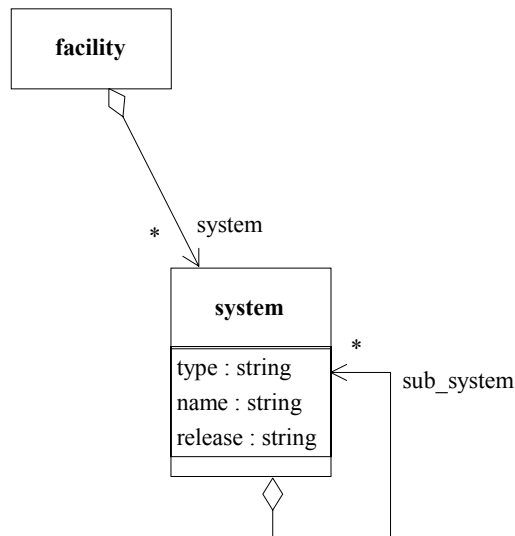 facility
system
*
system
*
type : string
sub_system
name : string
release : string